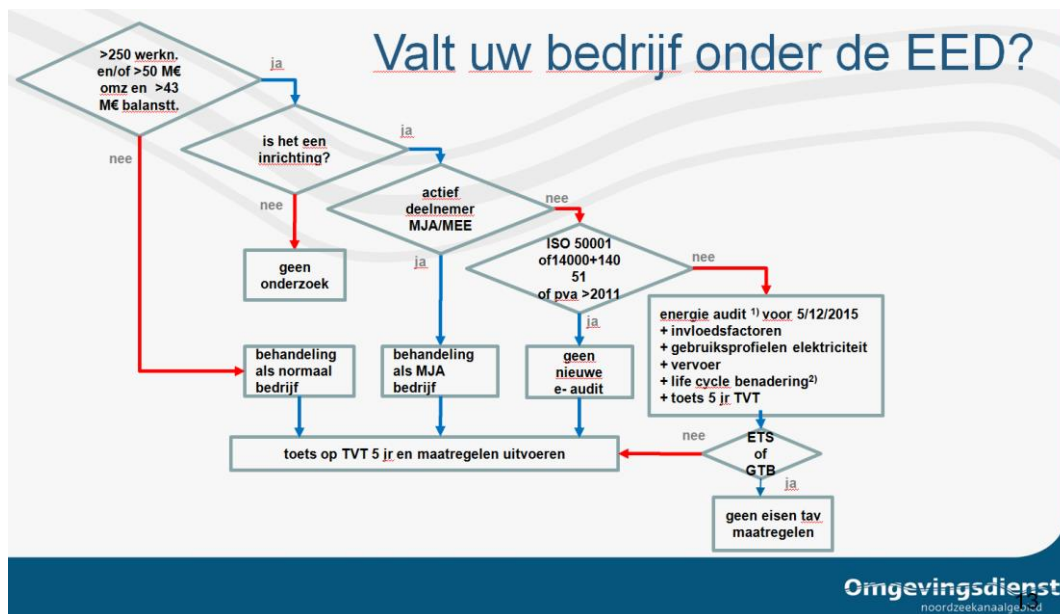 Valt uw bedrijf onder de EED?
>250 werkn.
en/of >50 M€
omz en >43
M€ balanstt.
ja
nee
is het een
inrichting?
ja
nee
geen
onderzoek
actief
deelnemer
MJA/MEE
nee
ja
ISO 50001
of14000+140
51
of pva >2011
nee
ja
energie audit ¹⁾ voor 5/12/2015
+ invloedsfactoren
+ gebruiksprofielen elektriciteit
+ vervoer
+ life cycle benadering²⁾
+ toets 5 jr TVT
behandeling
als normaal
bedrijf
behandeling
als MJA
bedrijf
geen
nieuwe
e- audit
toets op TVT 5 jr en maatregelen uitvoeren
nee
ETS
of
GTB
ja
geen eisen tav
maatregelen
Omgevingsdienst
noordzeekanaalgebied
13